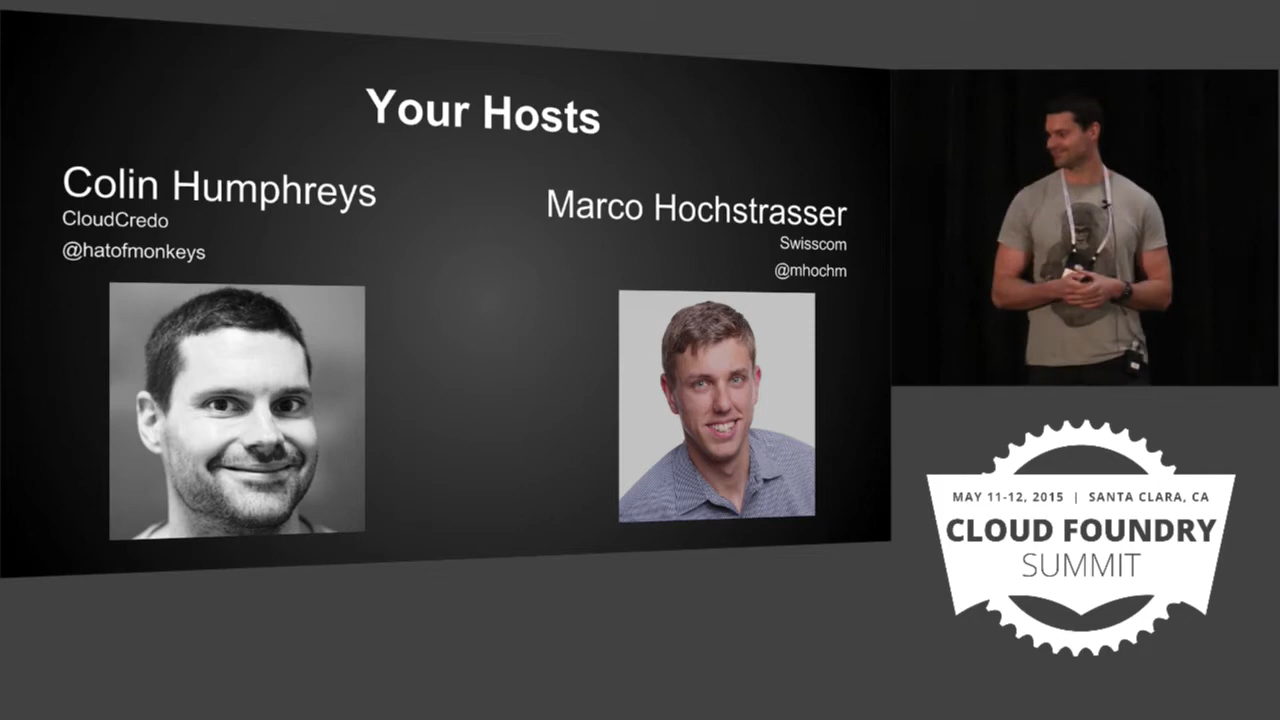 Your Hosts
Colin Humphreys
CloudCredo
@hatofmonkeys
Marco Hochstrasser
Swisscom
@mhochm
MAY 11-12, 2015 | SANTA CLARA, CA
CLOUD FOUNDRY
SUMMIT